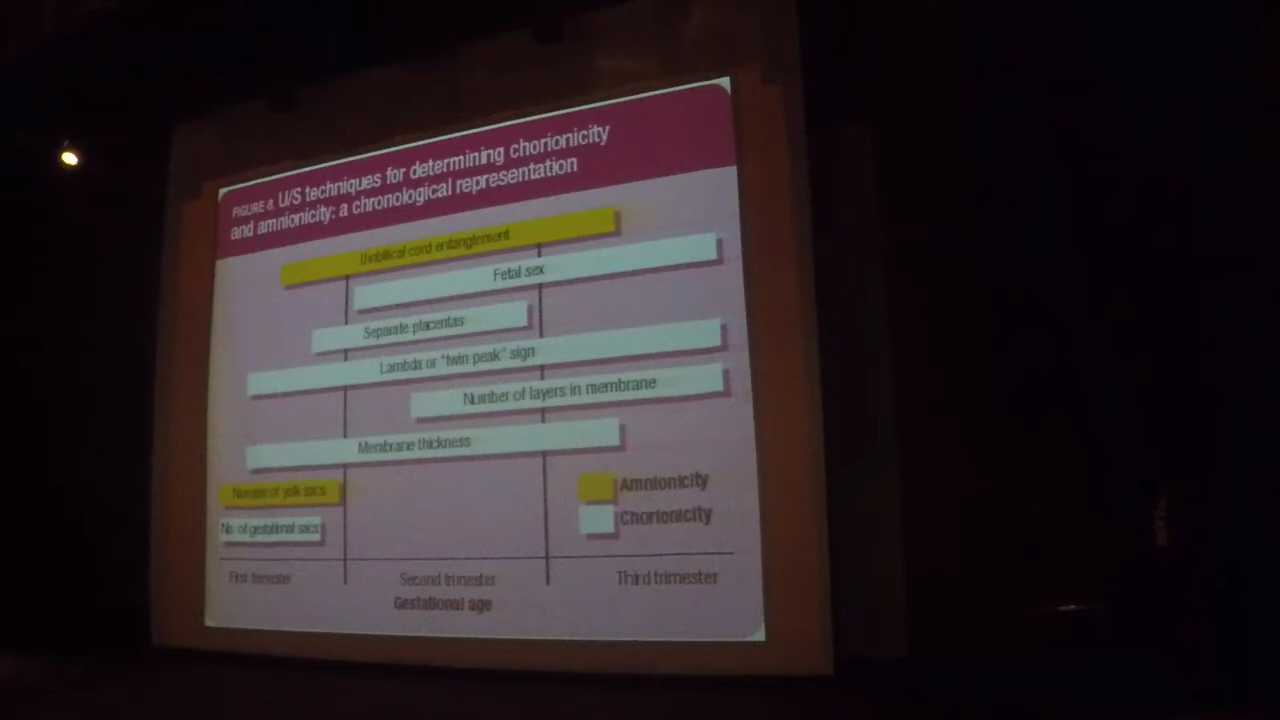 FIGURE 8. U/S techniques for determining chorionicity
and amnionicity: a chronological representation
Umbilical cord entanglement
Fetal sex
Separate placentas
Lambda or "twin peak" sign
Number of layers in membrane
Membrane thickness
Number of yolk sacs
No. of gestational sacs
Amnionicity
Chorionicity
First trimester
Second trimester
Third trimester
Gestational age